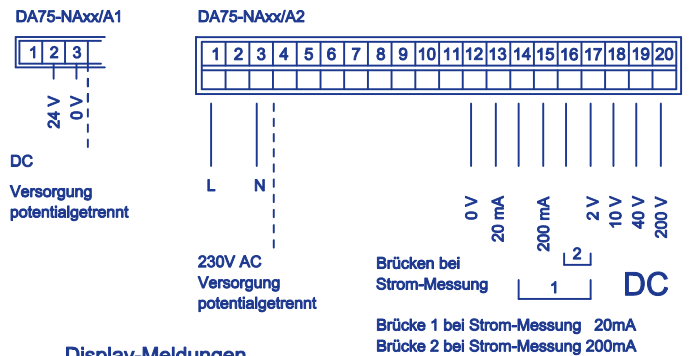 DA75-NAxx/A1
DA75-NAxx/A2
1 2 3
1 2 3 4 5 6 7 8 9 10 11 12 13 14 15 16 17 18 19 20
24 V
0 V
DC
Versorgung
potentialgetrennt
L
N
230V AC
Versorgung
potentialgetrennt
0 V
20 mA
200 mA
2 V
10 V
40 V
200 V
Brücken bei
Strom-Messung
2
1
DC
Brücke 1 bei Strom-Messung 20mA
Brücke 2 bei Strom-Messung 200mA
Display-Meldungen